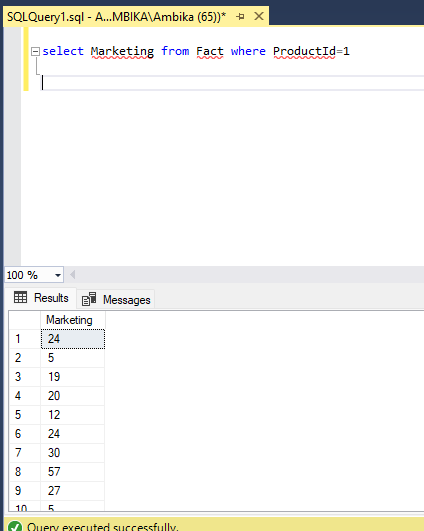 SQLQuery1.sql - A...MBIKA\Ambika (65))*
select Marketing from Fact where ProductId=1
100 %
Results Messages
Marketing
1 24
2 5
3 19
4 20
5 12
6 24
7 30
8 57
9 27
10 5
Query executed successfully.